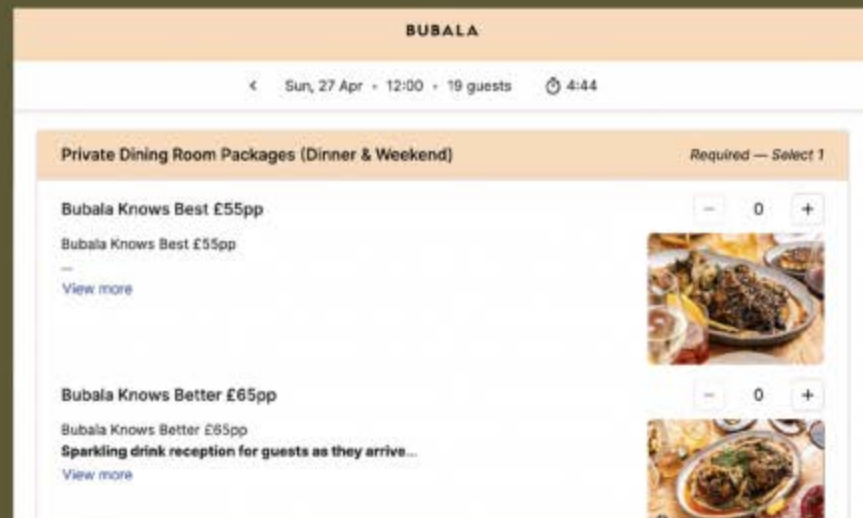 BUBALA
< Sun, 27 Apr • 12:00 • 19 guests 4:44
Private Dining Room Packages (Dinner & Weekend) Required — Select 1
Bubala Knows Best £55pp − 0 +
Bubala Knows Best £55pp
...
View more
Bubala Knows Better £65pp − 0 +
Bubala Knows Better £65pp
Sparkling drink reception for guests as they arrive...
View more